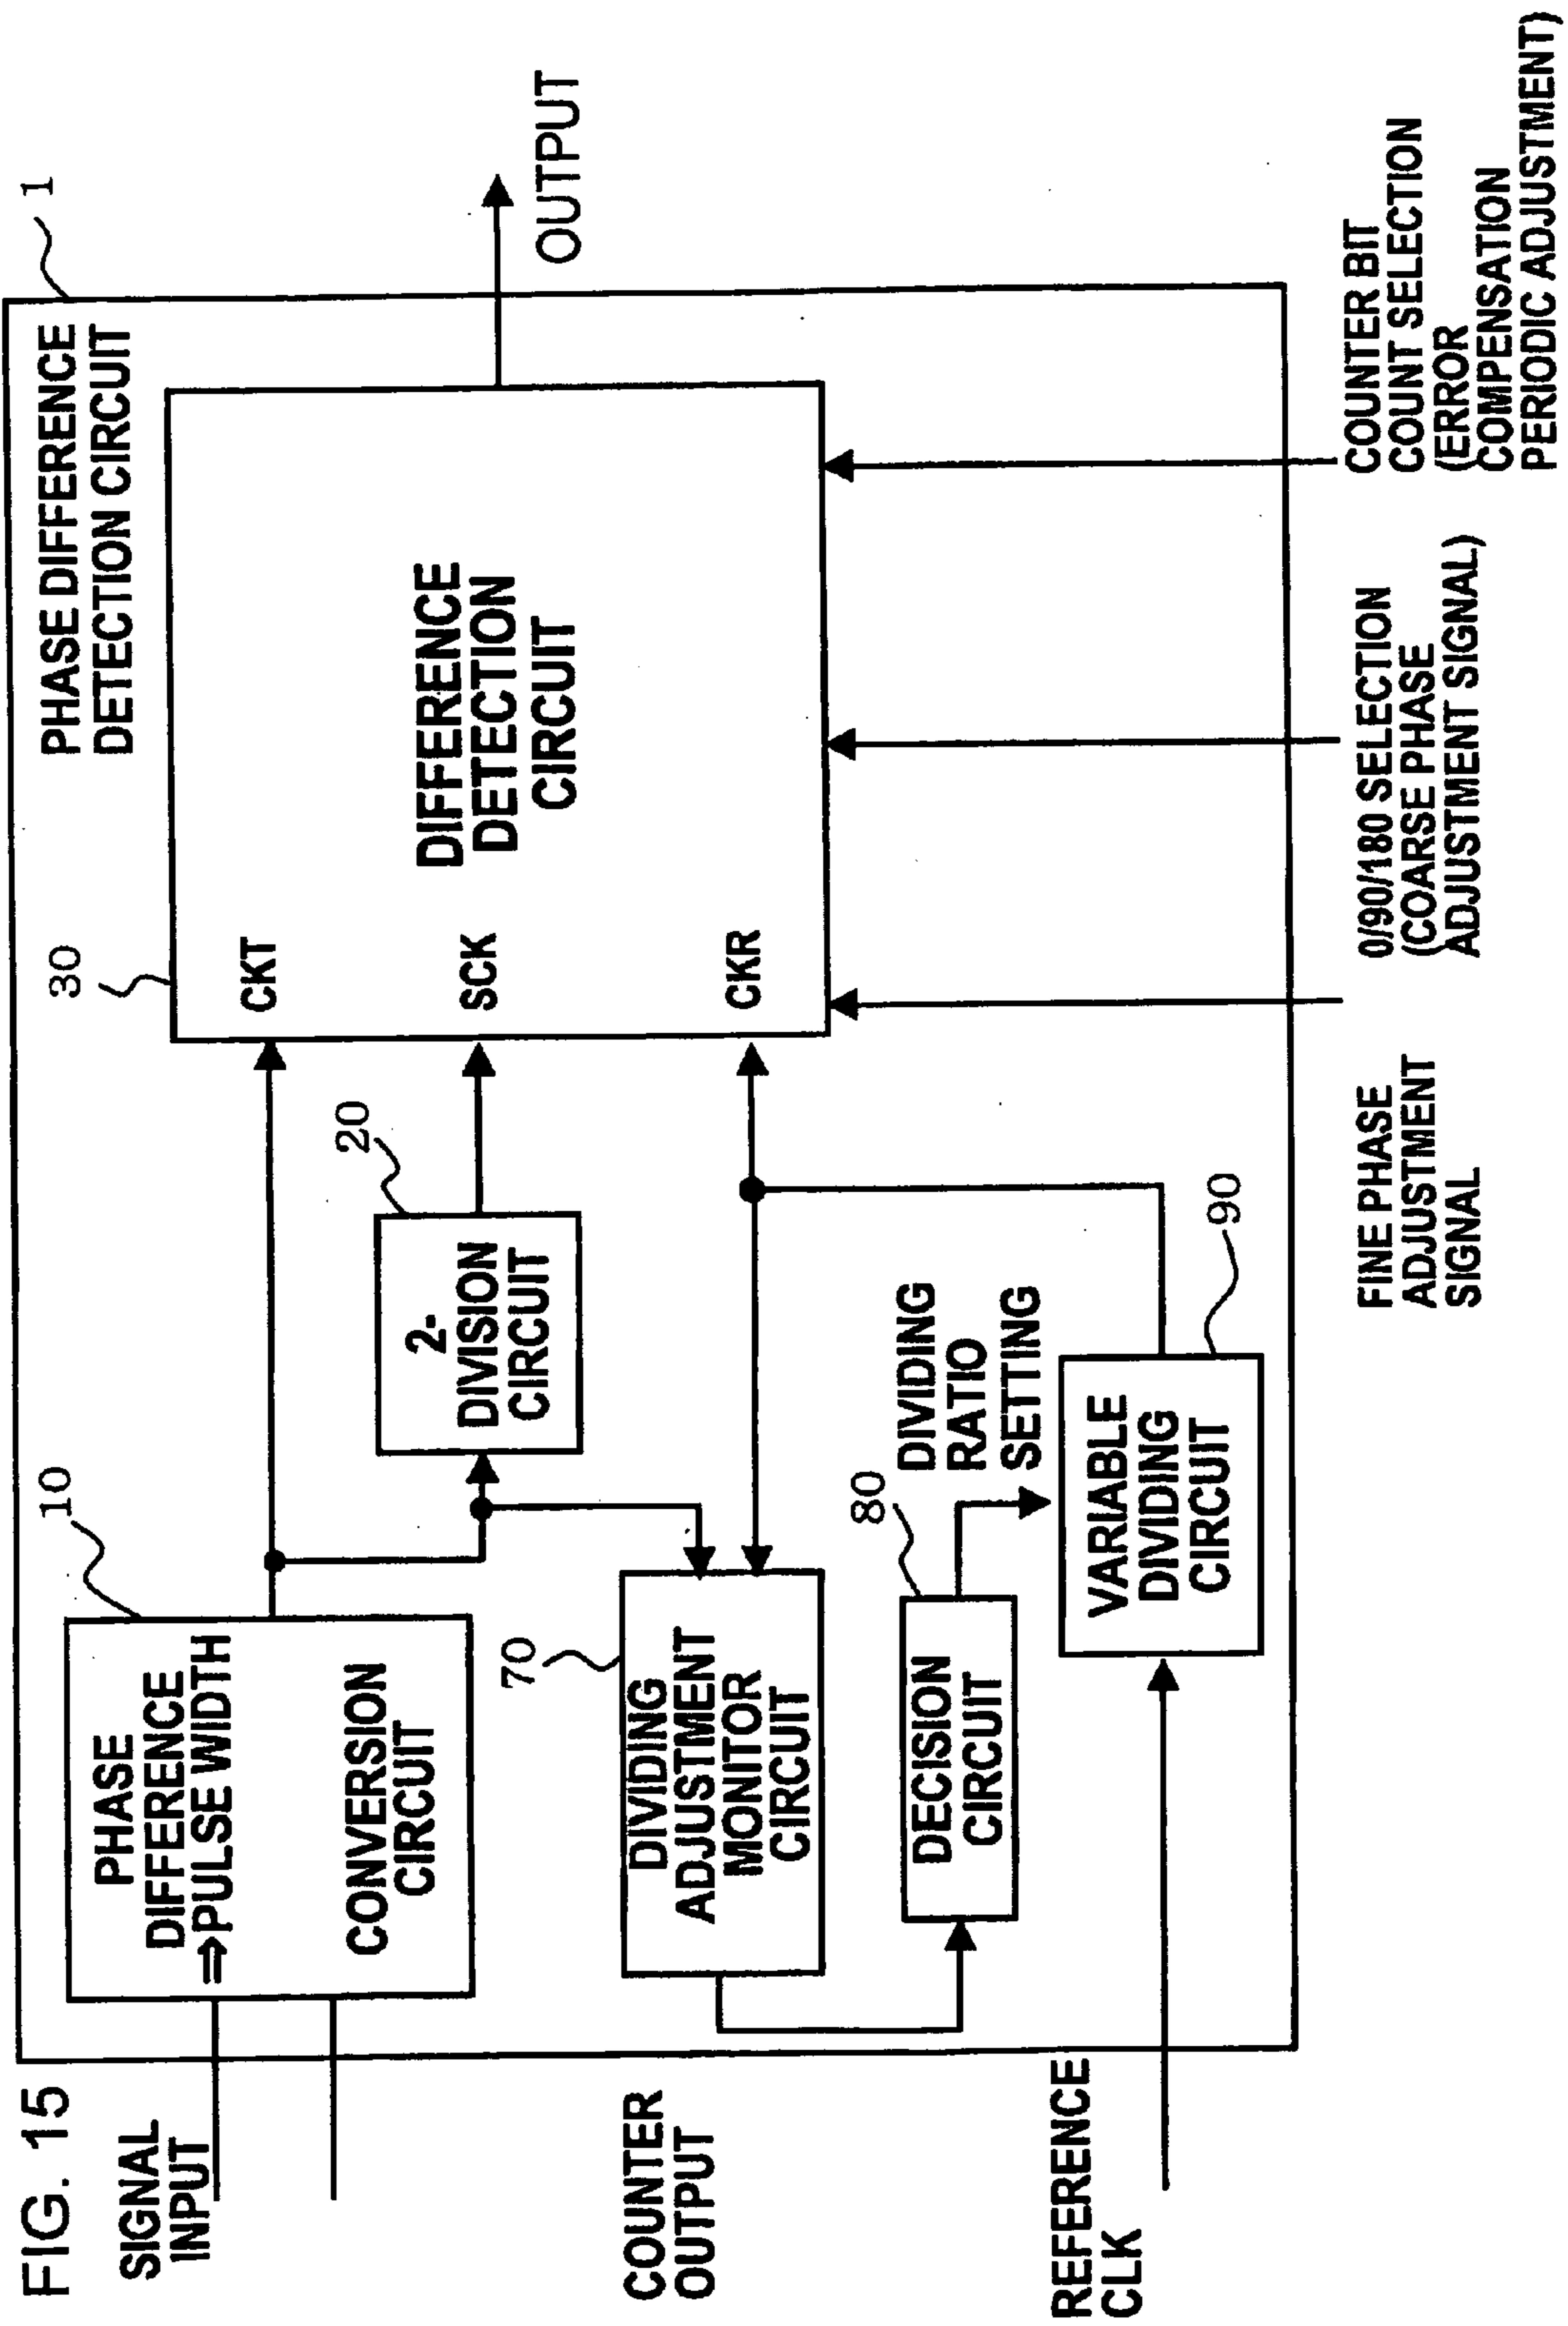 FIG. 15
1
PHASE DIFFERENCE
DETECTION CIRCUIT
SIGNAL
INPUT
10
PHASE
DIFFERENCE
⇒PULSE WIDTH
CONVERSION
CIRCUIT
20
2-
DIVISION
CIRCUIT
30
CKT
SCK
CKR
DIFFERENCE
DETECTION
CIRCUIT
OUTPUT
COUNTER
OUTPUT
70
DIVIDING
ADJUSTMENT
MONITOR
CIRCUIT
80
DECISION
CIRCUIT
DIVIDING
RATIO
SETTING
REFERENCE
CLK
VARIABLE
DIVIDING
CIRCUIT
90
FINE PHASE
ADJUSTMENT
SIGNAL
0/90/180 SELECTION
(COARSE PHASE
ADJUSTMENT SIGNAL)
COUNTER BIT
COUNT SELECTION
(ERROR
COMPENSATION
PERIODIC ADJUSTMENT)